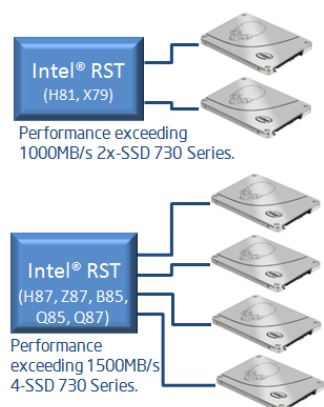 Intel® RST
(H81, X79)
Performance exceeding
1000MB/s 2x-SSD 730 Series.
Intel® RST
(H87, Z87, B85,
Q85, Q87)
Performance
exceeding 1500MB/s
4-SSD 730 Series.